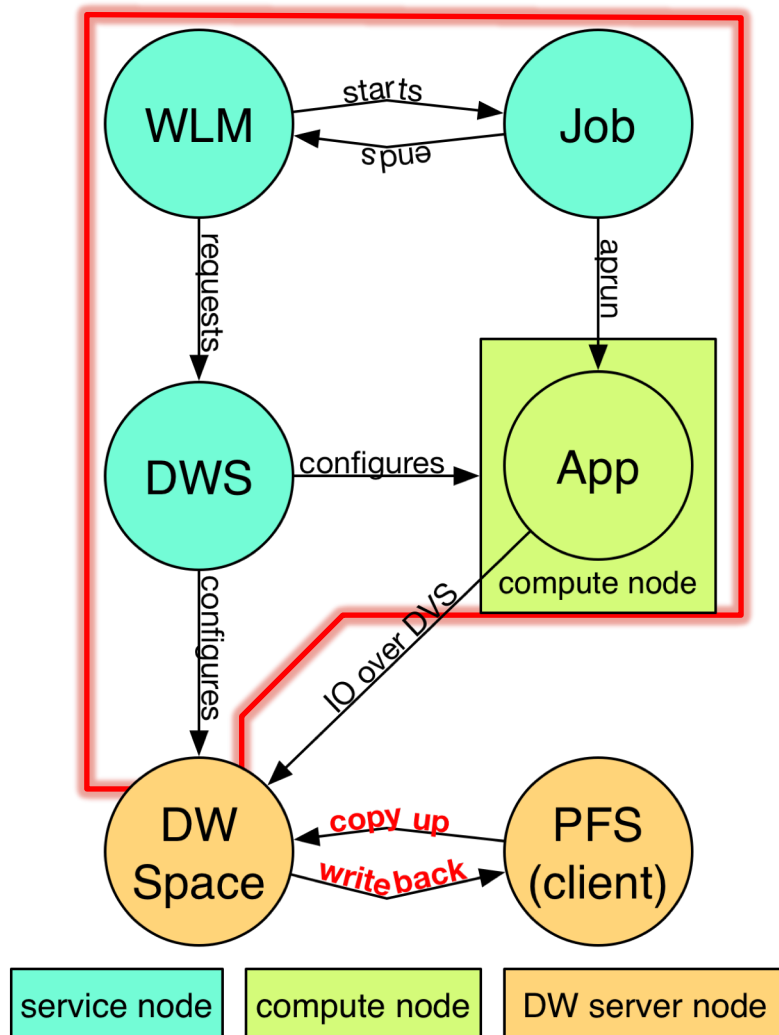 WLM
starts
ends
Job
requests
aprun
DWS
configures
App
compute node
configures
IO over DVS
DW
Space
copy up
writeback
PFS
(client)
service node
compute node
DW server node